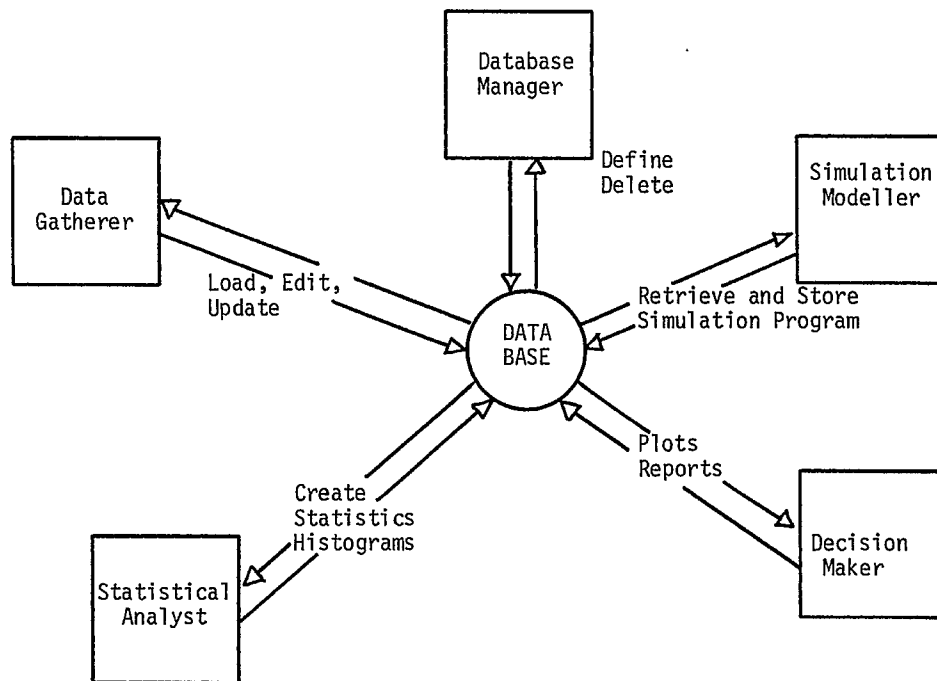 Database
Manager
Define
Delete
Data
Gatherer
Simulation
Modeller
Load, Edit,
Update
Retrieve and Store
Simulation Program
DATA
BASE
Plots
Reports
Create
Statistics
Histograms
Decision
Maker
Statistical
Analyst